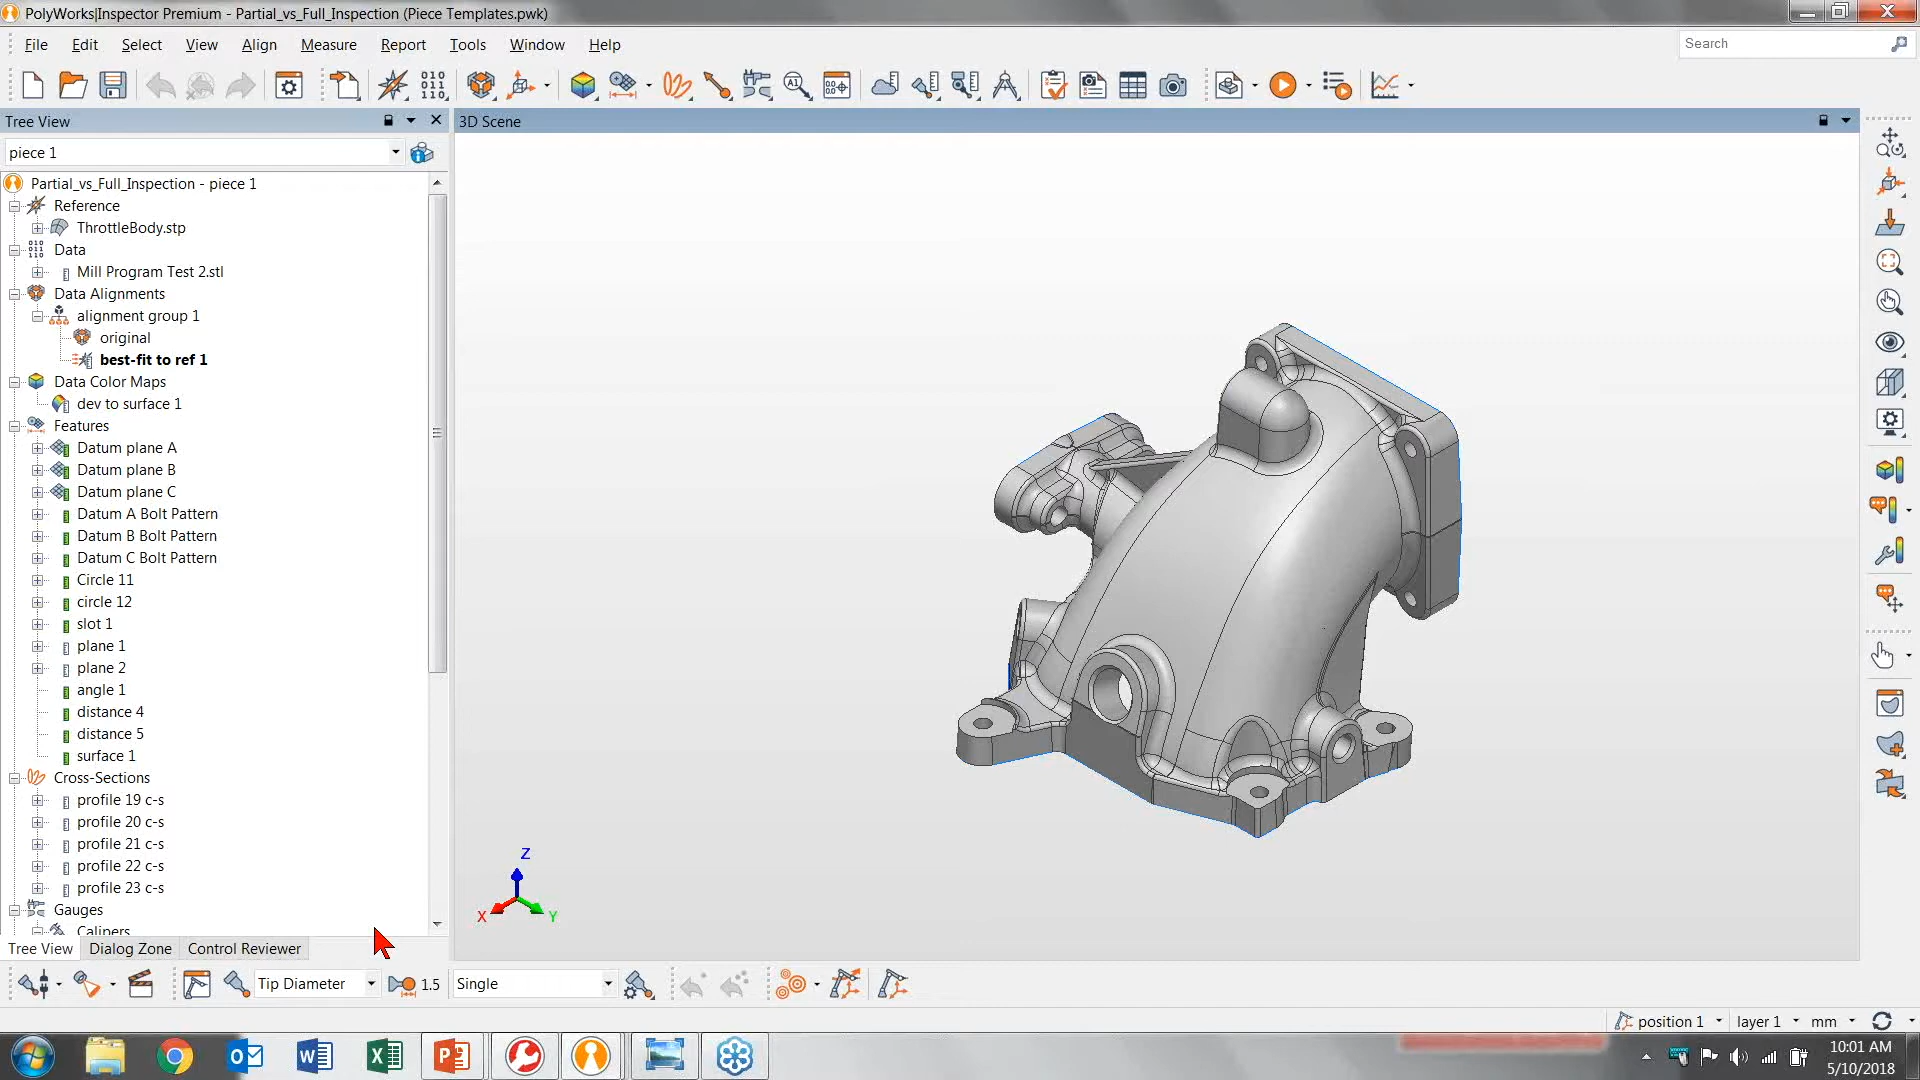 PolyWorks|Inspector Premium - Partial_vs_Full_Inspection (Piece Templates.pwk)
File Edit Select View Align Measure Report Tools Window Help
Search
Tree View
3D Scene
piece 1
Partial_vs_Full_Inspection - piece 1
Reference
ThrottleBody.stp
Data
Mill Program Test 2.stl
Data Alignments
alignment group 1
original
best-fit to ref 1
Data Color Maps
dev to surface 1
Features
Datum plane A
Datum plane B
Datum plane C
Datum A Bolt Pattern
Datum B Bolt Pattern
Datum C Bolt Pattern
Circle 11
circle 12
slot 1
plane 1
plane 2
angle 1
distance 4
distance 5
surface 1
Cross-Sections
profile 19 c-s
profile 20 c-s
profile 21 c-s
profile 22 c-s
profile 23 c-s
Gauges
Calipers
Z
X
Y
Tree View Dialog Zone Control Reviewer
Tip Diameter 1.5 Single
position 1 layer 1 mm
10:01 AM
5/10/2018